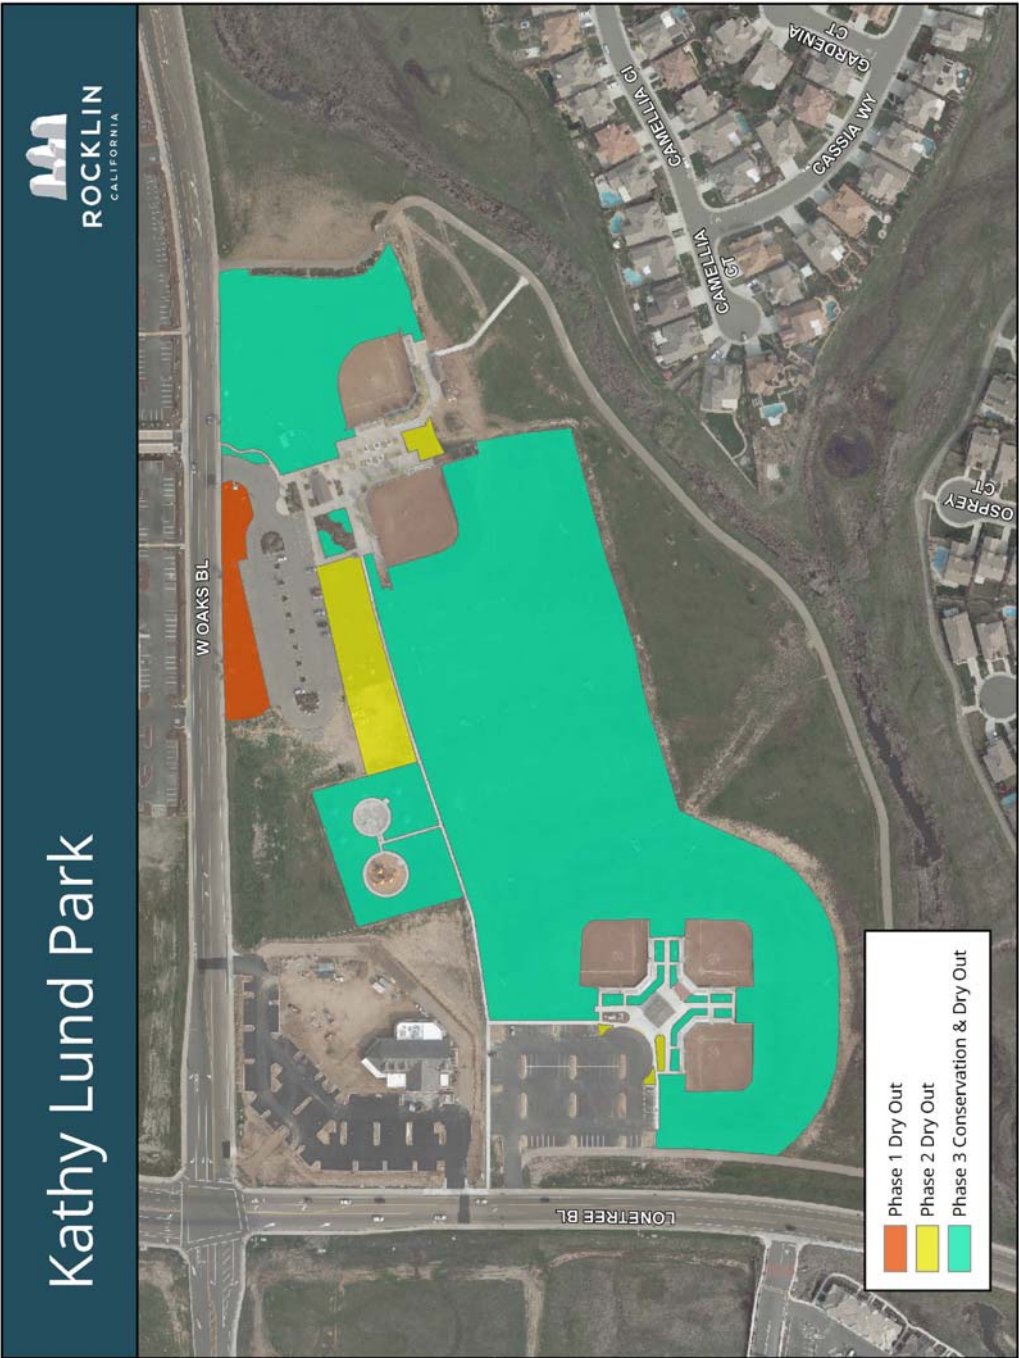 Kathy Lund Park
ROCKLIN
CALIFORNIA
W OAKS BL
LONETREE BL
CAMELLIA CI
CAMELLIA
CT
CASSIA WY
GARDENIA
CT
OSPREY
CT
Phase 1 Dry Out
Phase 2 Dry Out
Phase 3 Conservation & Dry Out